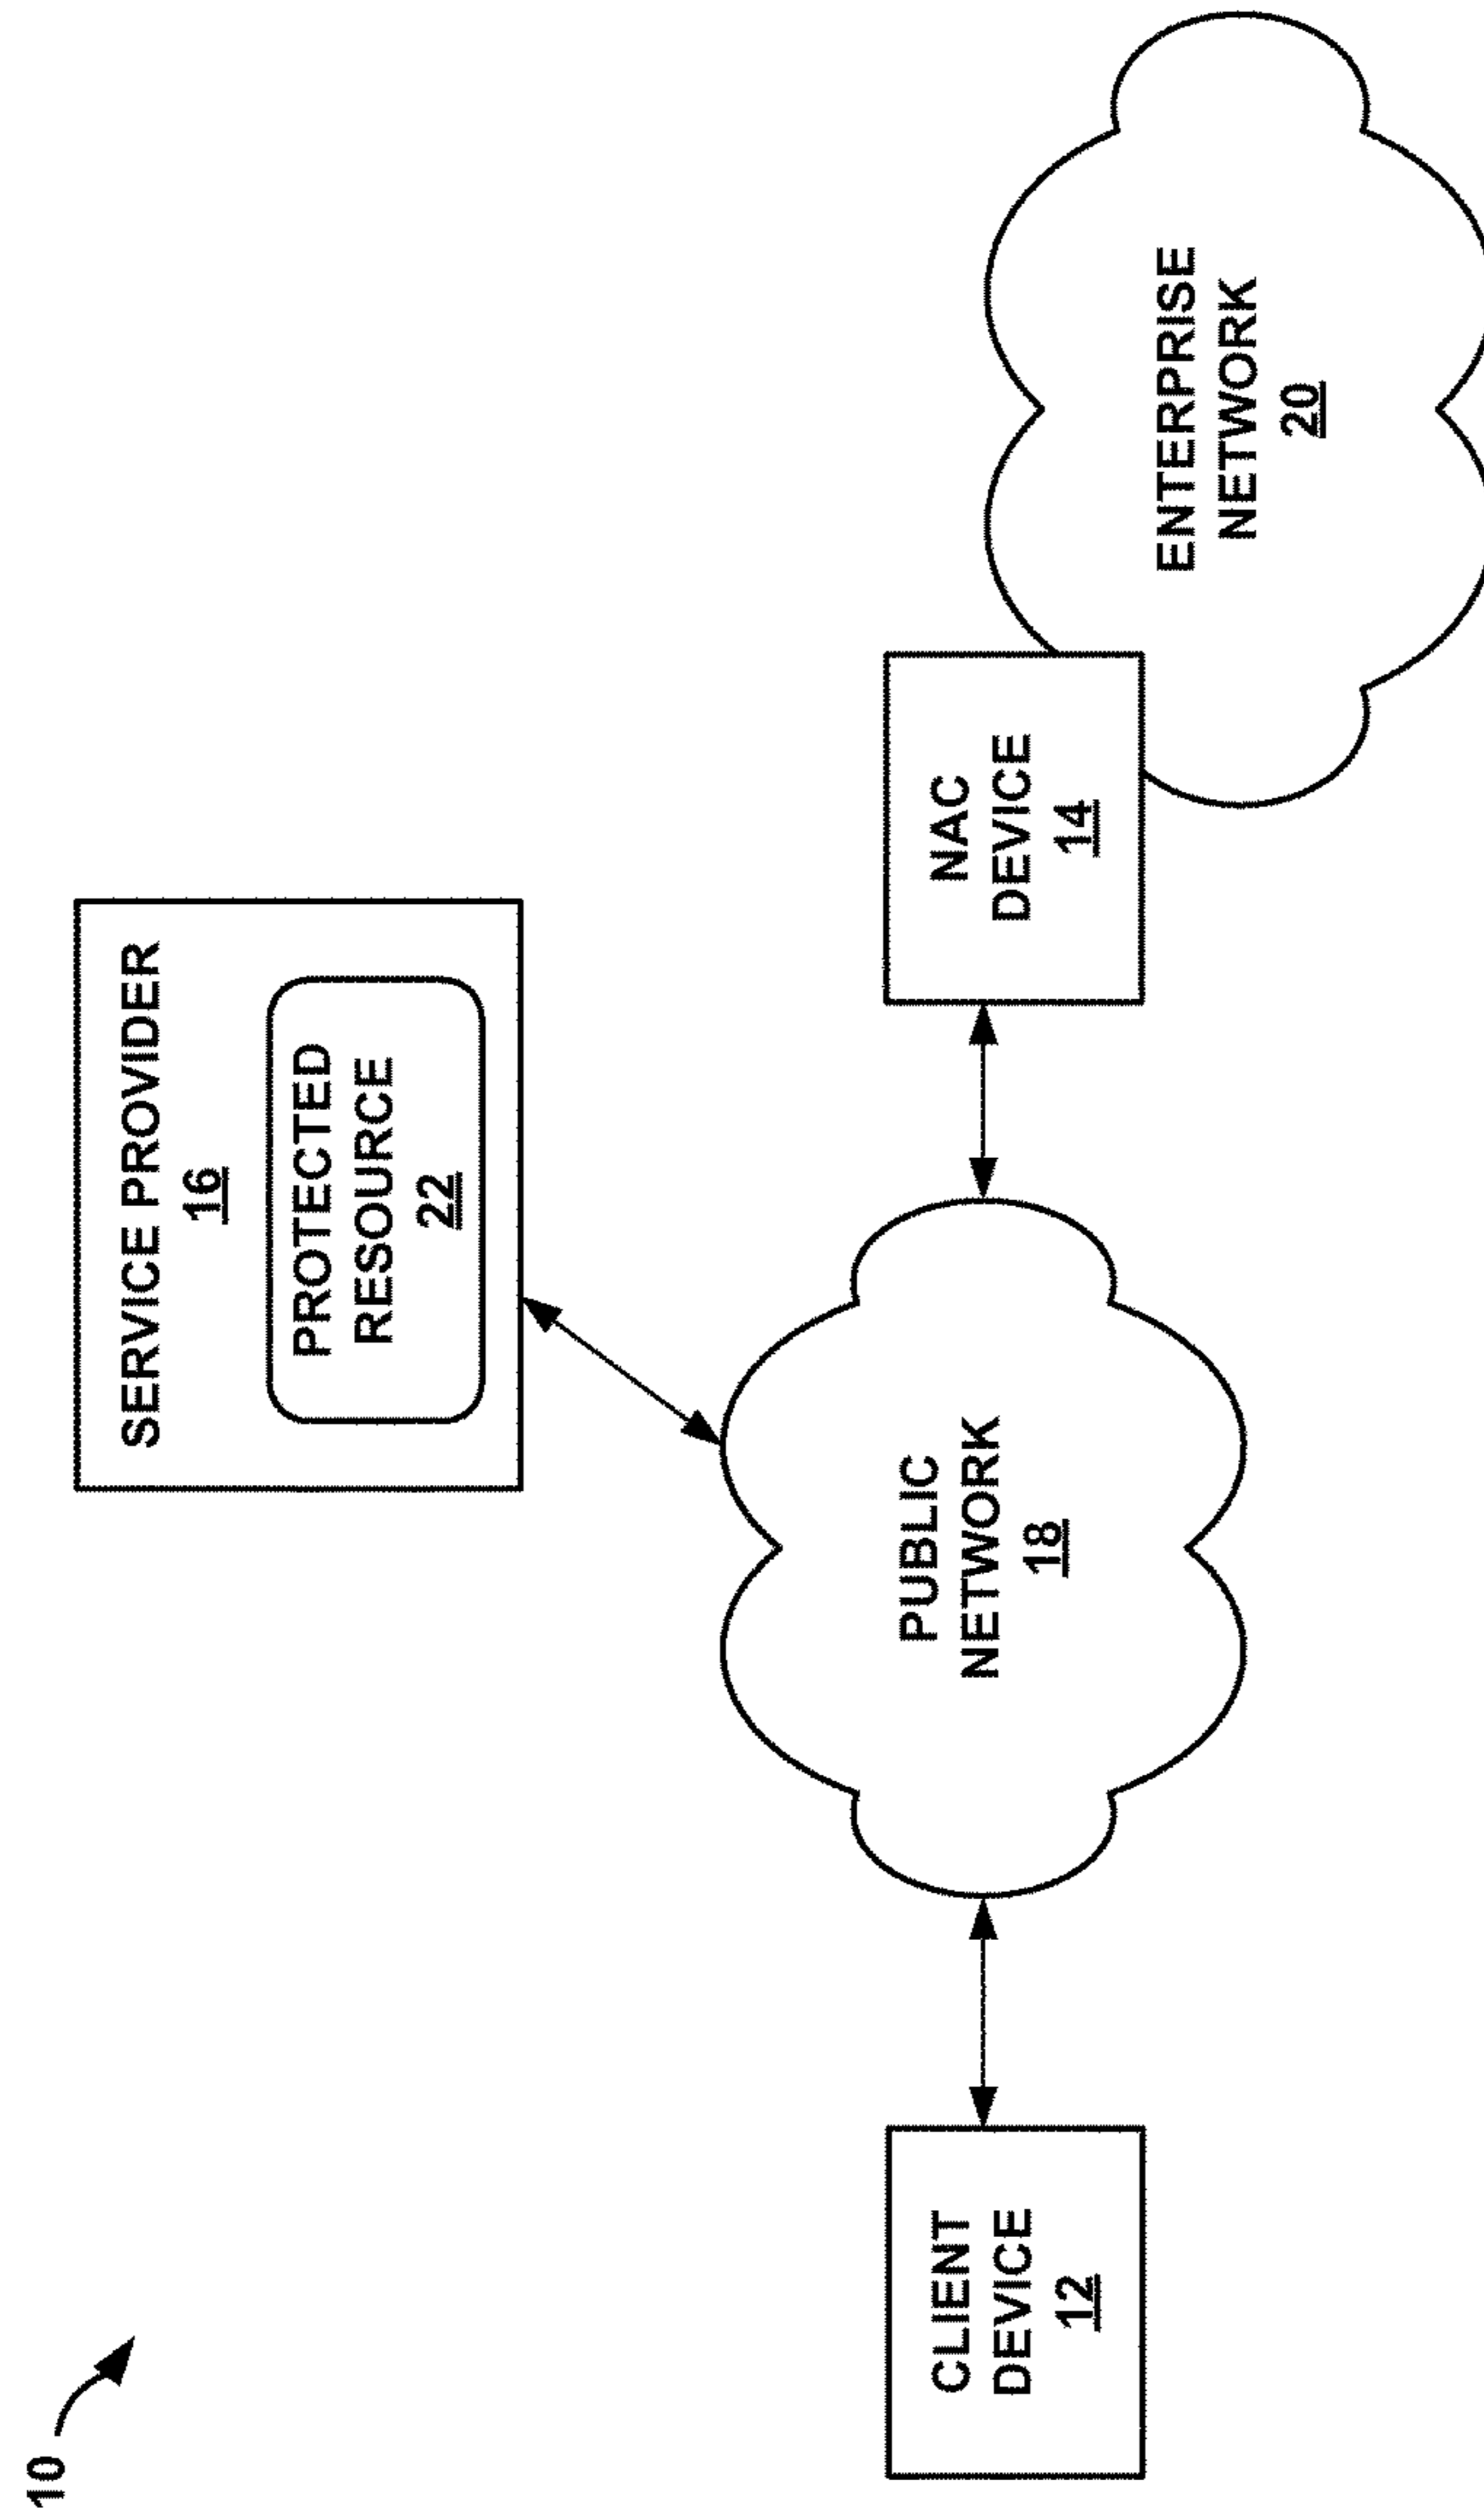 10
SERVICE PROVIDER
16
PROTECTED
RESOURCE
22
CLIENT
DEVICE
12
PUBLIC
NETWORK
18
NAC
DEVICE
14
ENTERPRISE
NETWORK
20